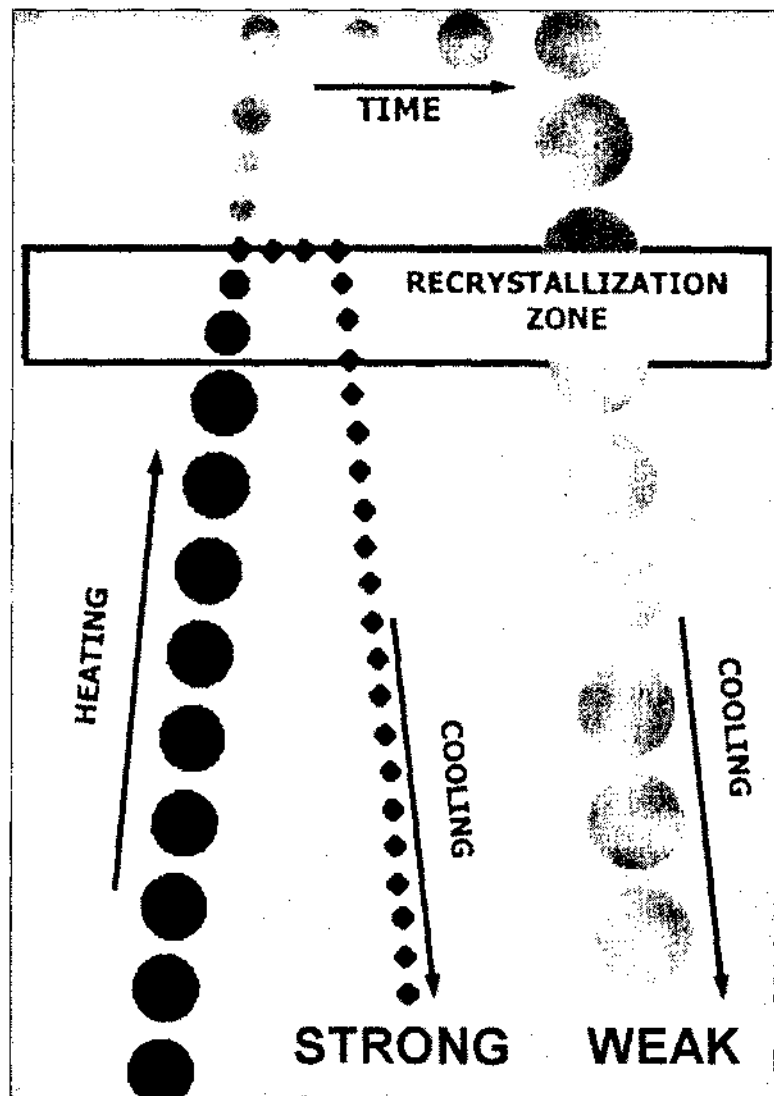 TIME
RECRYSTALLIZATION
ZONE
HEATING
COOLING
COOLING
STRONG WEAK